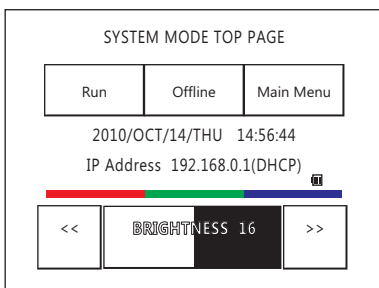 SYSTEM MODE TOP PAGE
Run Offline Main Menu
2010/OCT/14/THU 14:56:44
IP Address 192.168.0.1(DHCP)
<< BRIGHTNESS 16 >>